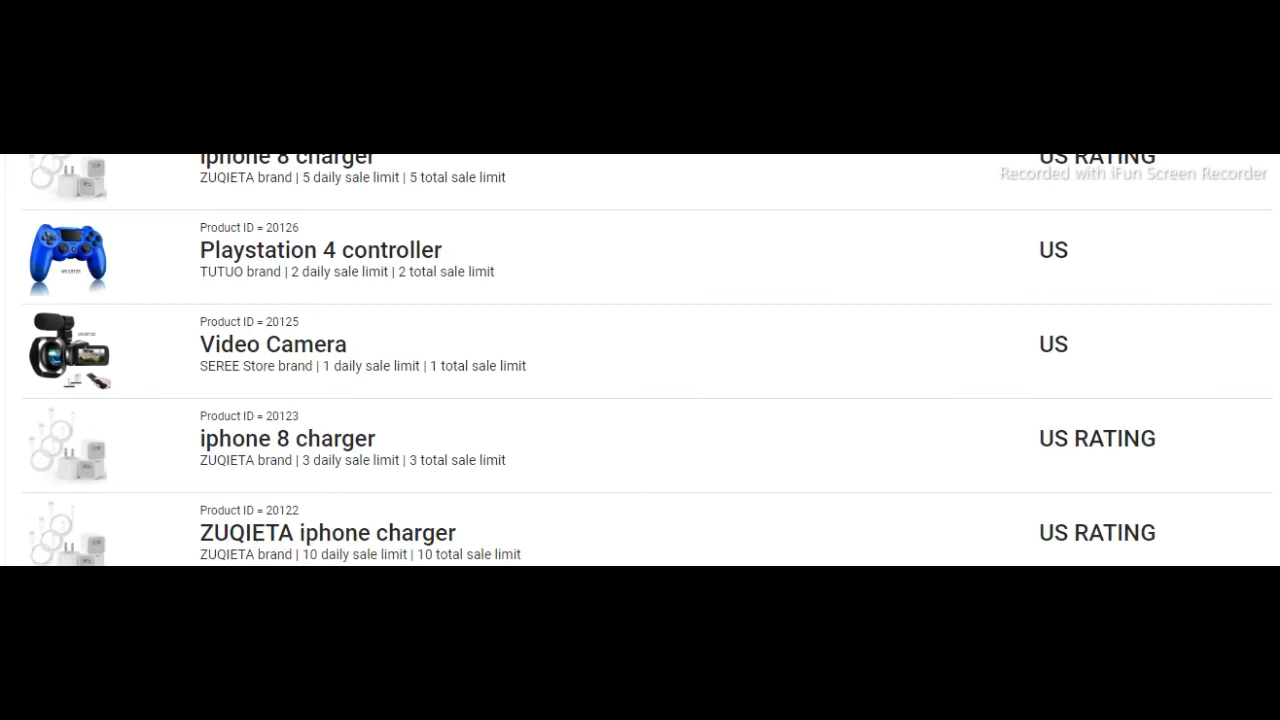 iphone 8 charger
US RATING
ZUQIETA brand | 5 daily sale limit | 5 total sale limit
Recorded with iFun Screen Recorder
Product ID = 20126
Playstation 4 controller
US
TUTUO brand | 2 daily sale limit | 2 total sale limit
Product ID = 20125
Video Camera
US
SEREE Store brand | 1 daily sale limit | 1 total sale limit
Product ID = 20123
iphone 8 charger
US RATING
ZUQIETA brand | 3 daily sale limit | 3 total sale limit
Product ID = 20122
ZUQIETA iphone charger
US RATING
ZUQIETA brand | 10 daily sale limit | 10 total sale limit